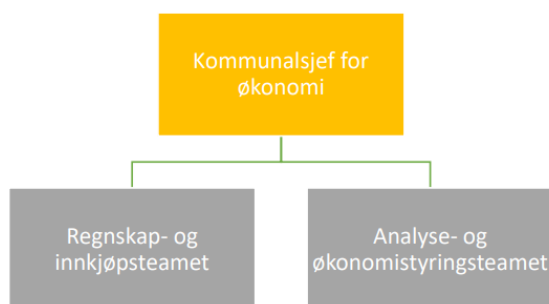 Kommunalsjef for
økonomi
Regnskap- og
innkjøpsteamet
Analyse- og
økonomistyringsteamet